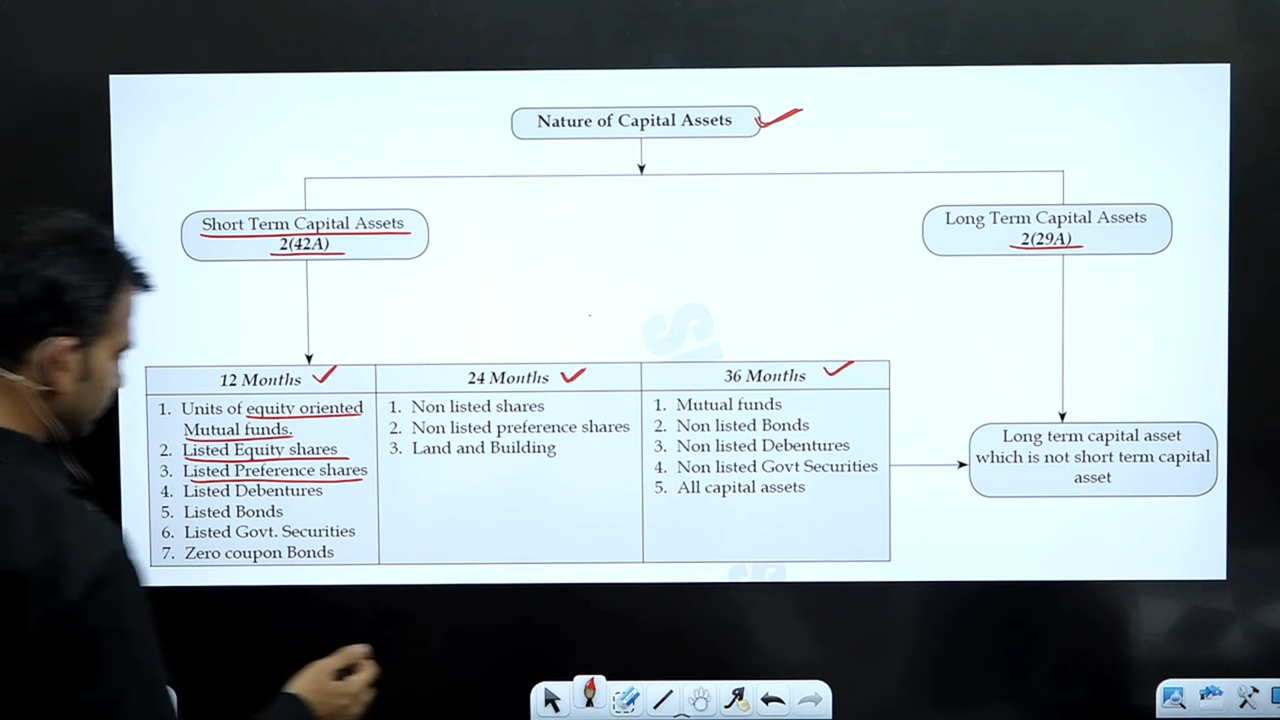 Nature of Capital Assets
Short Term Capital Assets
2(42A)
Long Term Capital Assets
2(29A)
12 Months
1. Units of equity oriented
Mutual funds.
2. Listed Equity shares
3. Listed Preference shares
4. Listed Debentures
5. Listed Bonds
6. Listed Govt. Securities
7. Zero coupon Bonds
24 Months
1. Non listed shares
2. Non listed preference shares
3. Land and Building
36 Months
1. Mutual funds
2. Non listed Bonds
3. Non listed Debentures
4. Non listed Govt Securities
5. All capital assets
Long term capital asset
which is not short term capital
asset